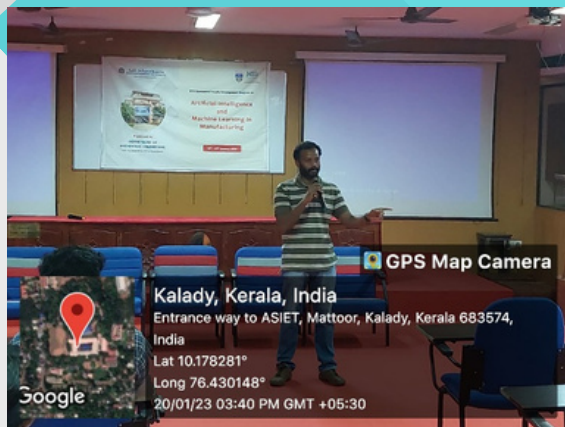 Artificial Intelligence
and
Machine Learning in
Manufacturing
GPS Map Camera
Kalady, Kerala, India
Entrance way to ASIET, Mattoor, Kalady, Kerala 683574,
India
Lat 10.178281°
Long 76.430148°
20/01/23 03:40 PM GMT +05:30
Google